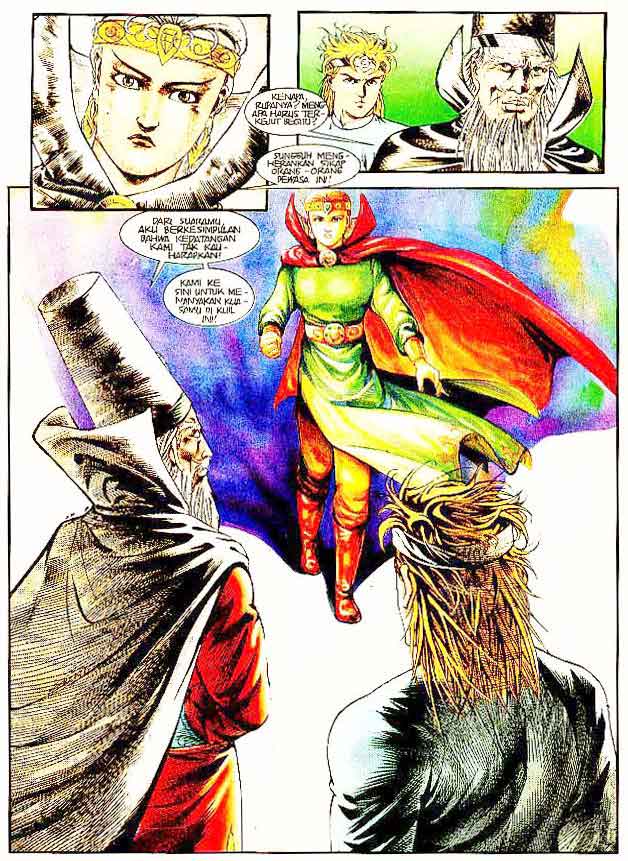 KENAPA,
RUPANYA? MENG
APA HARUS TER-
KEJUT BEGITU?
SUNGGUH MENG-
HERANKAN SIKAP
ORANG-ORANG
DEWASA INI!
DARI SUARAMU,
AKU BERKESIMPULAN
BAHWA KEDATANGAN
KAMI TAK KAU-
HARAPKAN!
KAMI KE
SINI UNTUK ME-
NANYAKAN KUA-
SAMU DI KUIL
INI!